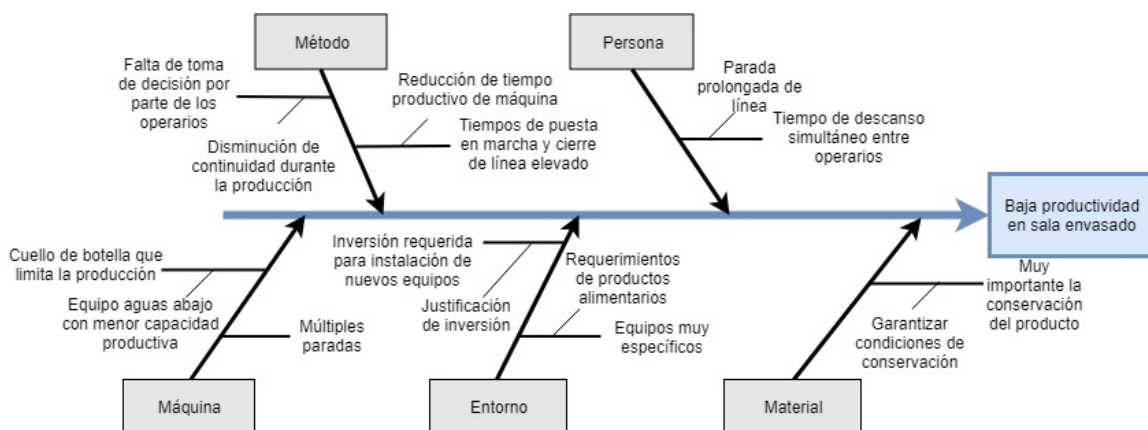 Método
Falta de toma
de decisión por
parte de los
operarios
Disminución de
continuidad durante
la producción
Reducción de tiempo
productivo de máquina
Tiempos de puesta
en marcha y cierre
de línea elevado
Persona
Parada
prolongada de
línea
Tiempo de descanso
simultáneo entre
operarios
Baja productividad
en sala envasado
Cuello de botella que
limita la producción
Equipo aguas abajo
con menor capacidad
productiva
Múltiples
paradas
Máquina
Inversión requerida
para instalación de
nuevos equipos
Justificación
de inversión
Requerimientos
de productos
alimentarios
Equipos muy
específicos
Entorno
Muy
importante la
conservación
del producto
Garantizar
condiciones de
conservación
Material